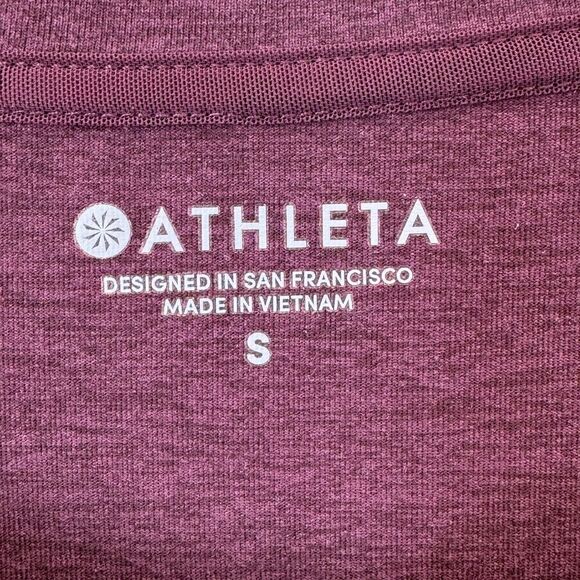 ATHLETA
DESIGNED IN SAN FRANCISCO
MADE IN VIETNAM
S